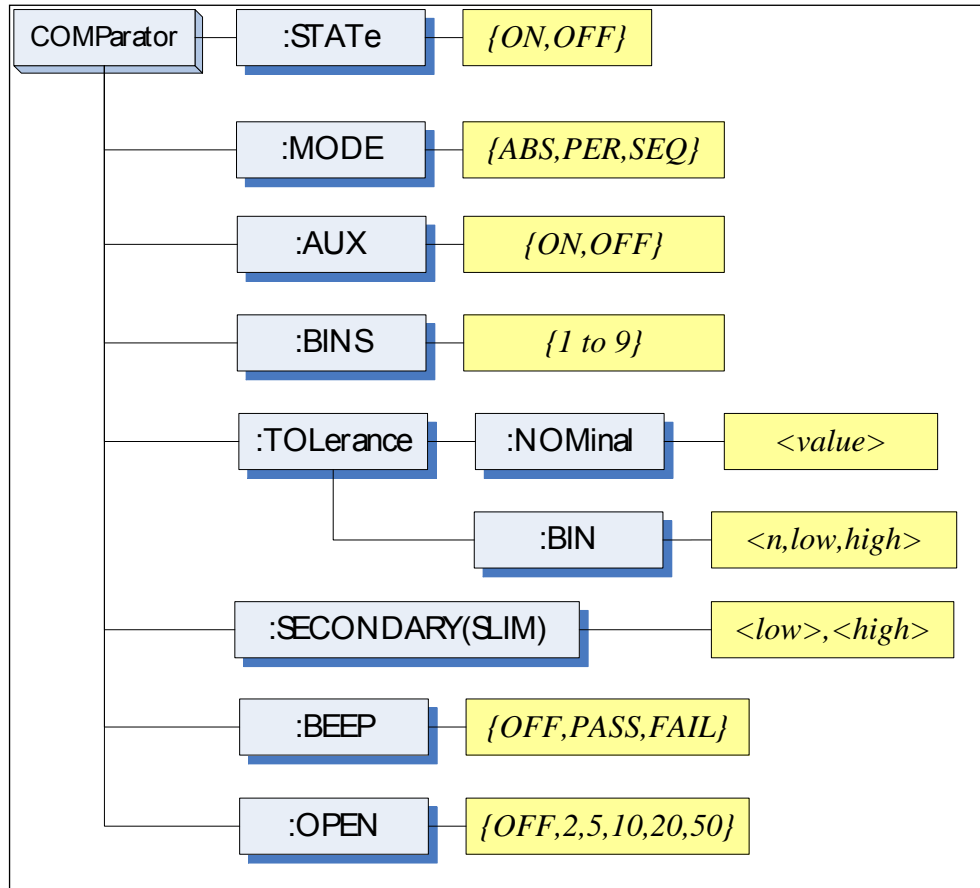 COMParator :STATe {ON,OFF}
:MODE {ABS,PER,SEQ}
:AUX {ON,OFF}
:BINS {1 to 9}
:TOLerance :NOMinal <value>
:BIN <n,low,high>
:SECONDARY(SLIM) <low>,<high>
:BEEP {OFF,PASS,FAIL}
:OPEN {OFF,2,5,10,20,50}